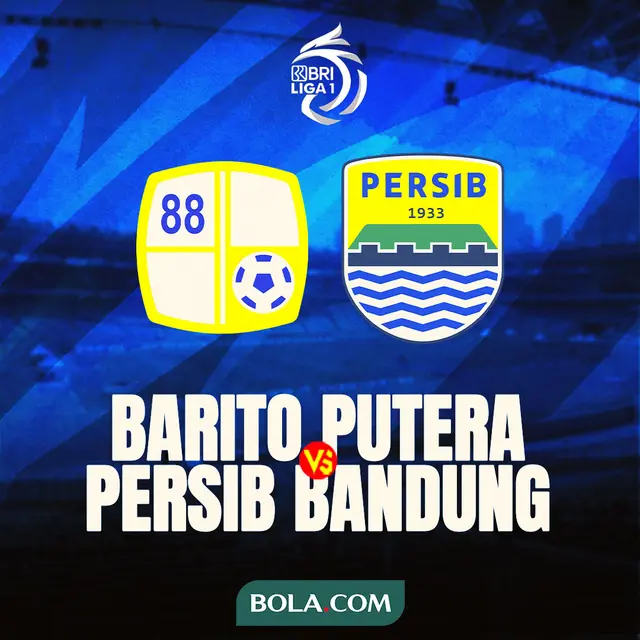 BRI
LIGA 1
88
PERSIB
1933
BARITO PUTERA
VS
PERSIB BANDUNG
BOLA.COM